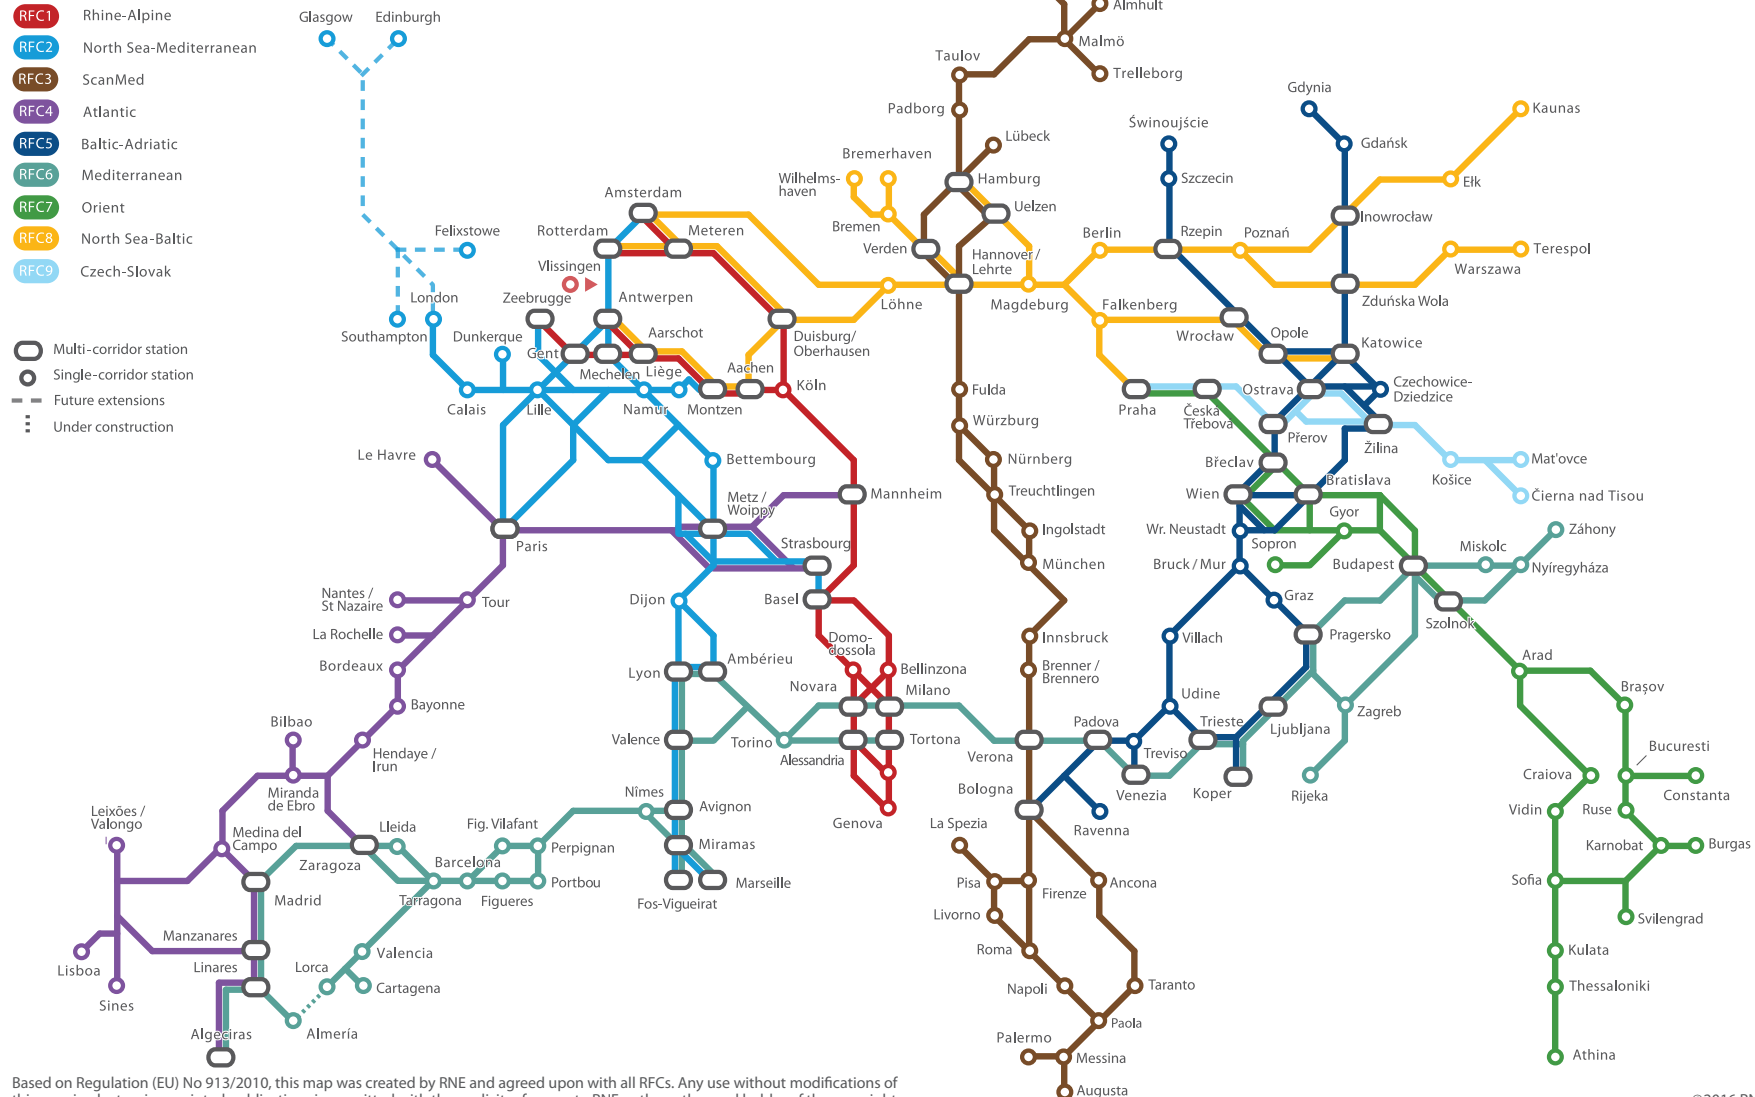 RFC1 Rhine-Alpine
RFC2 North Sea-Mediterranean
RFC3 ScanMed
RFC4 Atlantic
RFC5 Baltic-Adriatic
RFC6 Mediterranean
RFC7 Orient
RFC8 North Sea-Baltic
RFC9 Czech-Slovak
Multi-corridor station
Single-corridor station
Future extensions
Under construction
Glasgow
Edinburgh
Felixstowe
London
Southampton
Dunkerque
Calais
Lille
Zeebrugge
Vlissingen
Gent
Mechelen
Antwerpen
Aarschot
Liège
Namur
Montzen
Aachen
Köln
Amsterdam
Rotterdam
Meteren
Duisburg/
Oberhausen
Löhne
Wilhelms-
haven
Bremerhaven
Bremen
Verden
Hamburg
Lübeck
Uelzen
Hannover/
Lehrte
Magdeburg
Padborg
Taulov
Malmö
Almhult
Trelleborg
Berlin
Falkenberg
Świnoujście
Szczecin
Rzepin
Poznań
Gdynia
Gdańsk
Inowrocław
Ełk
Kaunas
Terespol
Warszawa
Zduńska Wola
Wrocław
Opole
Katowice
Czechowice-
Dziedzice
Ostrava
Praha
Česka
Třebova
Přerov
Žilina
Košice
Mat'ovce
Čierna nad Tisou
Břeclav
Bratislava
Wien
Wr. Neustadt
Gyor
Sopron
Bruck / Mur
Graz
Budapest
Miskolc
Záhony
Nyíregyháza
Szolnok
Pragersko
Villach
Udine
Trieste
Ljubljana
Zagreb
Rijeka
Koper
Treviso
Venezia
Padova
Ravenna
Arad
Brașov
Bucuresti
Constanta
Craiova
Vidin
Ruse
Karnobat
Burgas
Sofia
Svilengrad
Kulata
Thessaloniki
Athina
Fulda
Würzburg
Nürnberg
Treuchtlingen
Ingolstadt
München
Innsbruck
Brenner /
Brennero
Verona
Bologna
La Spezia
Pisa
Livorno
Firenze
Ancona
Roma
Napoli
Taranto
Paola
Palermo
Messina
Augusta
Le Havre
Paris
Bettembourg
Metz /
Woippy
Mannheim
Strasbourg
Basel
Dijon
Domo-
dossola
Bellinzona
Novara
Milano
Tortona
Alessandria
Genova
Torino
Lyon
Ambérieu
Valence
Avignon
Miramas
Marseille
Fos-Vigueirat
Nîmes
Nantes /
St Nazaire
Tour
La Rochelle
Bordeaux
Bayonne
Hendaye /
Irun
Bilbao
Miranda
de Ebro
Medina del
Campo
Leixões /
Valongo
Lisboa
Sines
Madrid
Manzanares
Linares
Algeciras
Almería
Lorca
Cartagena
Valencia
Zaragoza
Lleida
Tarragona
Barcelona
Fig. Vilafant
Figueres
Perpignan
Portbou
Based on Regulation (EU) No 913/2010, this map was created by RNE and agreed upon with all RFCs. Any use without modifications of